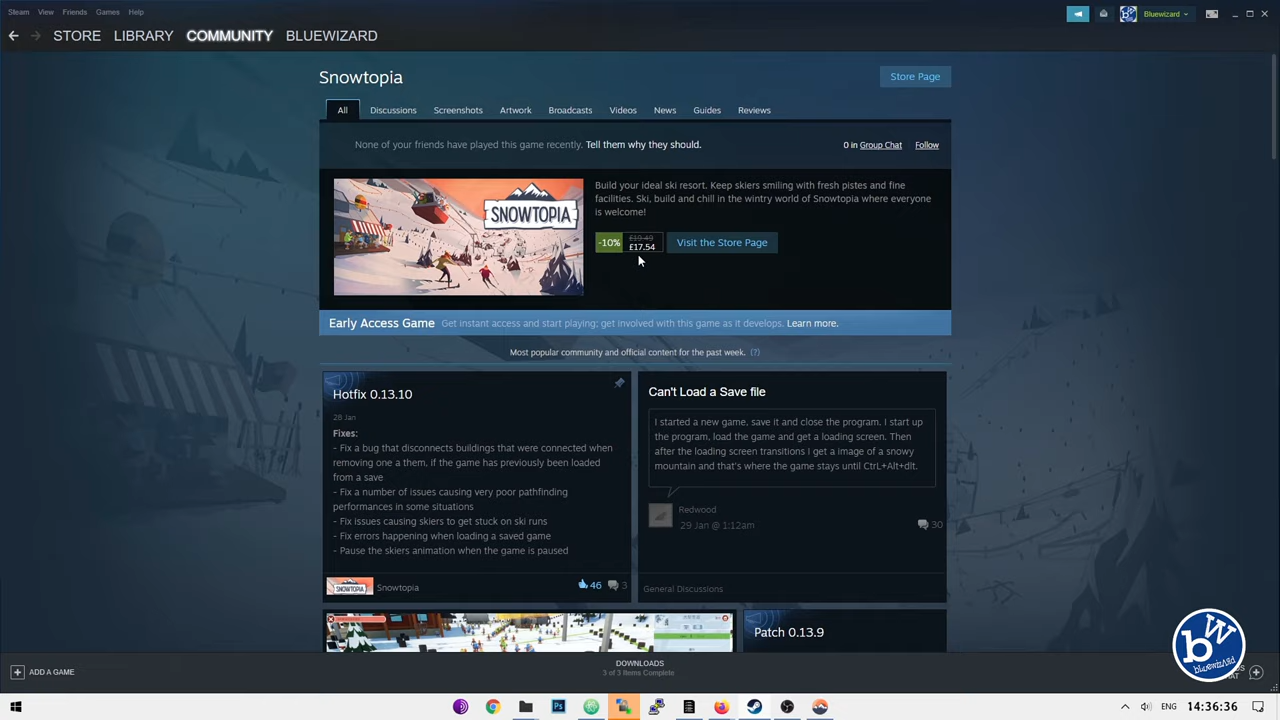 Steam View Friends Games Help
Bluewizard
STORE LIBRARY COMMUNITY BLUEWIZARD
Snowtopia
Store Page
All Discussions Screenshots Artwork Broadcasts Videos News Guides Reviews
None of your friends have played this game recently. Tell them why they should.
0 in Group Chat Follow
SNOWTOPIA
Build your ideal ski resort. Keep skiers smiling with fresh pistes and fine
facilities. Ski, build and chill in the wintry world of Snowtopia where everyone
is welcome!
-10% £19.49
£17.54
Visit the Store Page
Early Access Game Get instant access and start playing; get involved with this game as it develops. Learn more.
Most popular community and official content for the past week. (?)
Hotfix 0.13.10
28 Jan
Fixes:
- Fix a bug that disconnects buildings that were connected when
removing one a them. if the game has previously been loaded
from a save
- Fix a number of issues causing very poor pathfinding
performances in some situations
- Fix issues causing skiers to get stuck on ski runs
- Fix errors happening when loading a saved game
- Pause the skiers animation when the game is paused
SNOWTOPIA
Snowtopia
46 3
Can't Load a Save file
I started a new game, save it and close the program. I start up
the program, load the game and get a loading screen. Then
after the loading screen transitions I get a image of a snowy
mountain and that's where the game stays until CtrL+Alt+dlt.
Redwood
29 Jan @ 1:12am
30
General Discussions
Patch 0.13.9
bW
bluewizard
+ ADD A GAME
DOWNLOADS
3 of 3 Items Complete
Ps
ENG 14:36:36